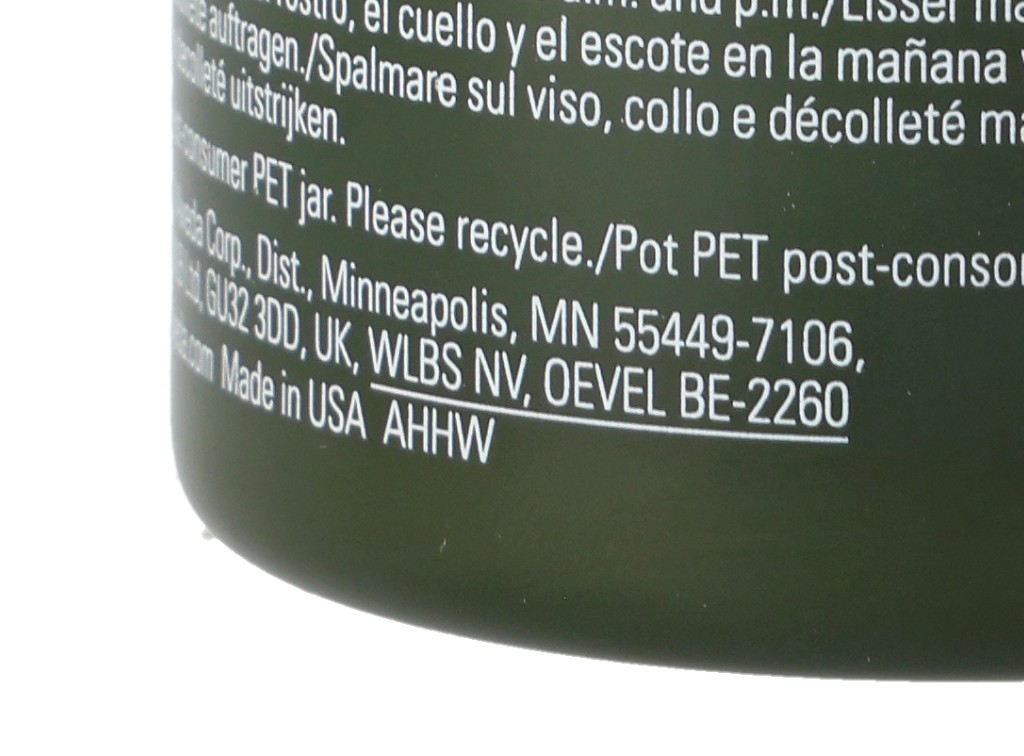 el cuello y el escote en la mañana
auftragen./Spalmare sul viso, collo e décolleté
uitstrijken.
PET jar. Please recycle./Pot PET
Corp., Dist., Minneapolis, MN 55449-7106,
GU32 3DD, UK, WLBS NV, OEVEL BE-2260
Made in USA AHHW